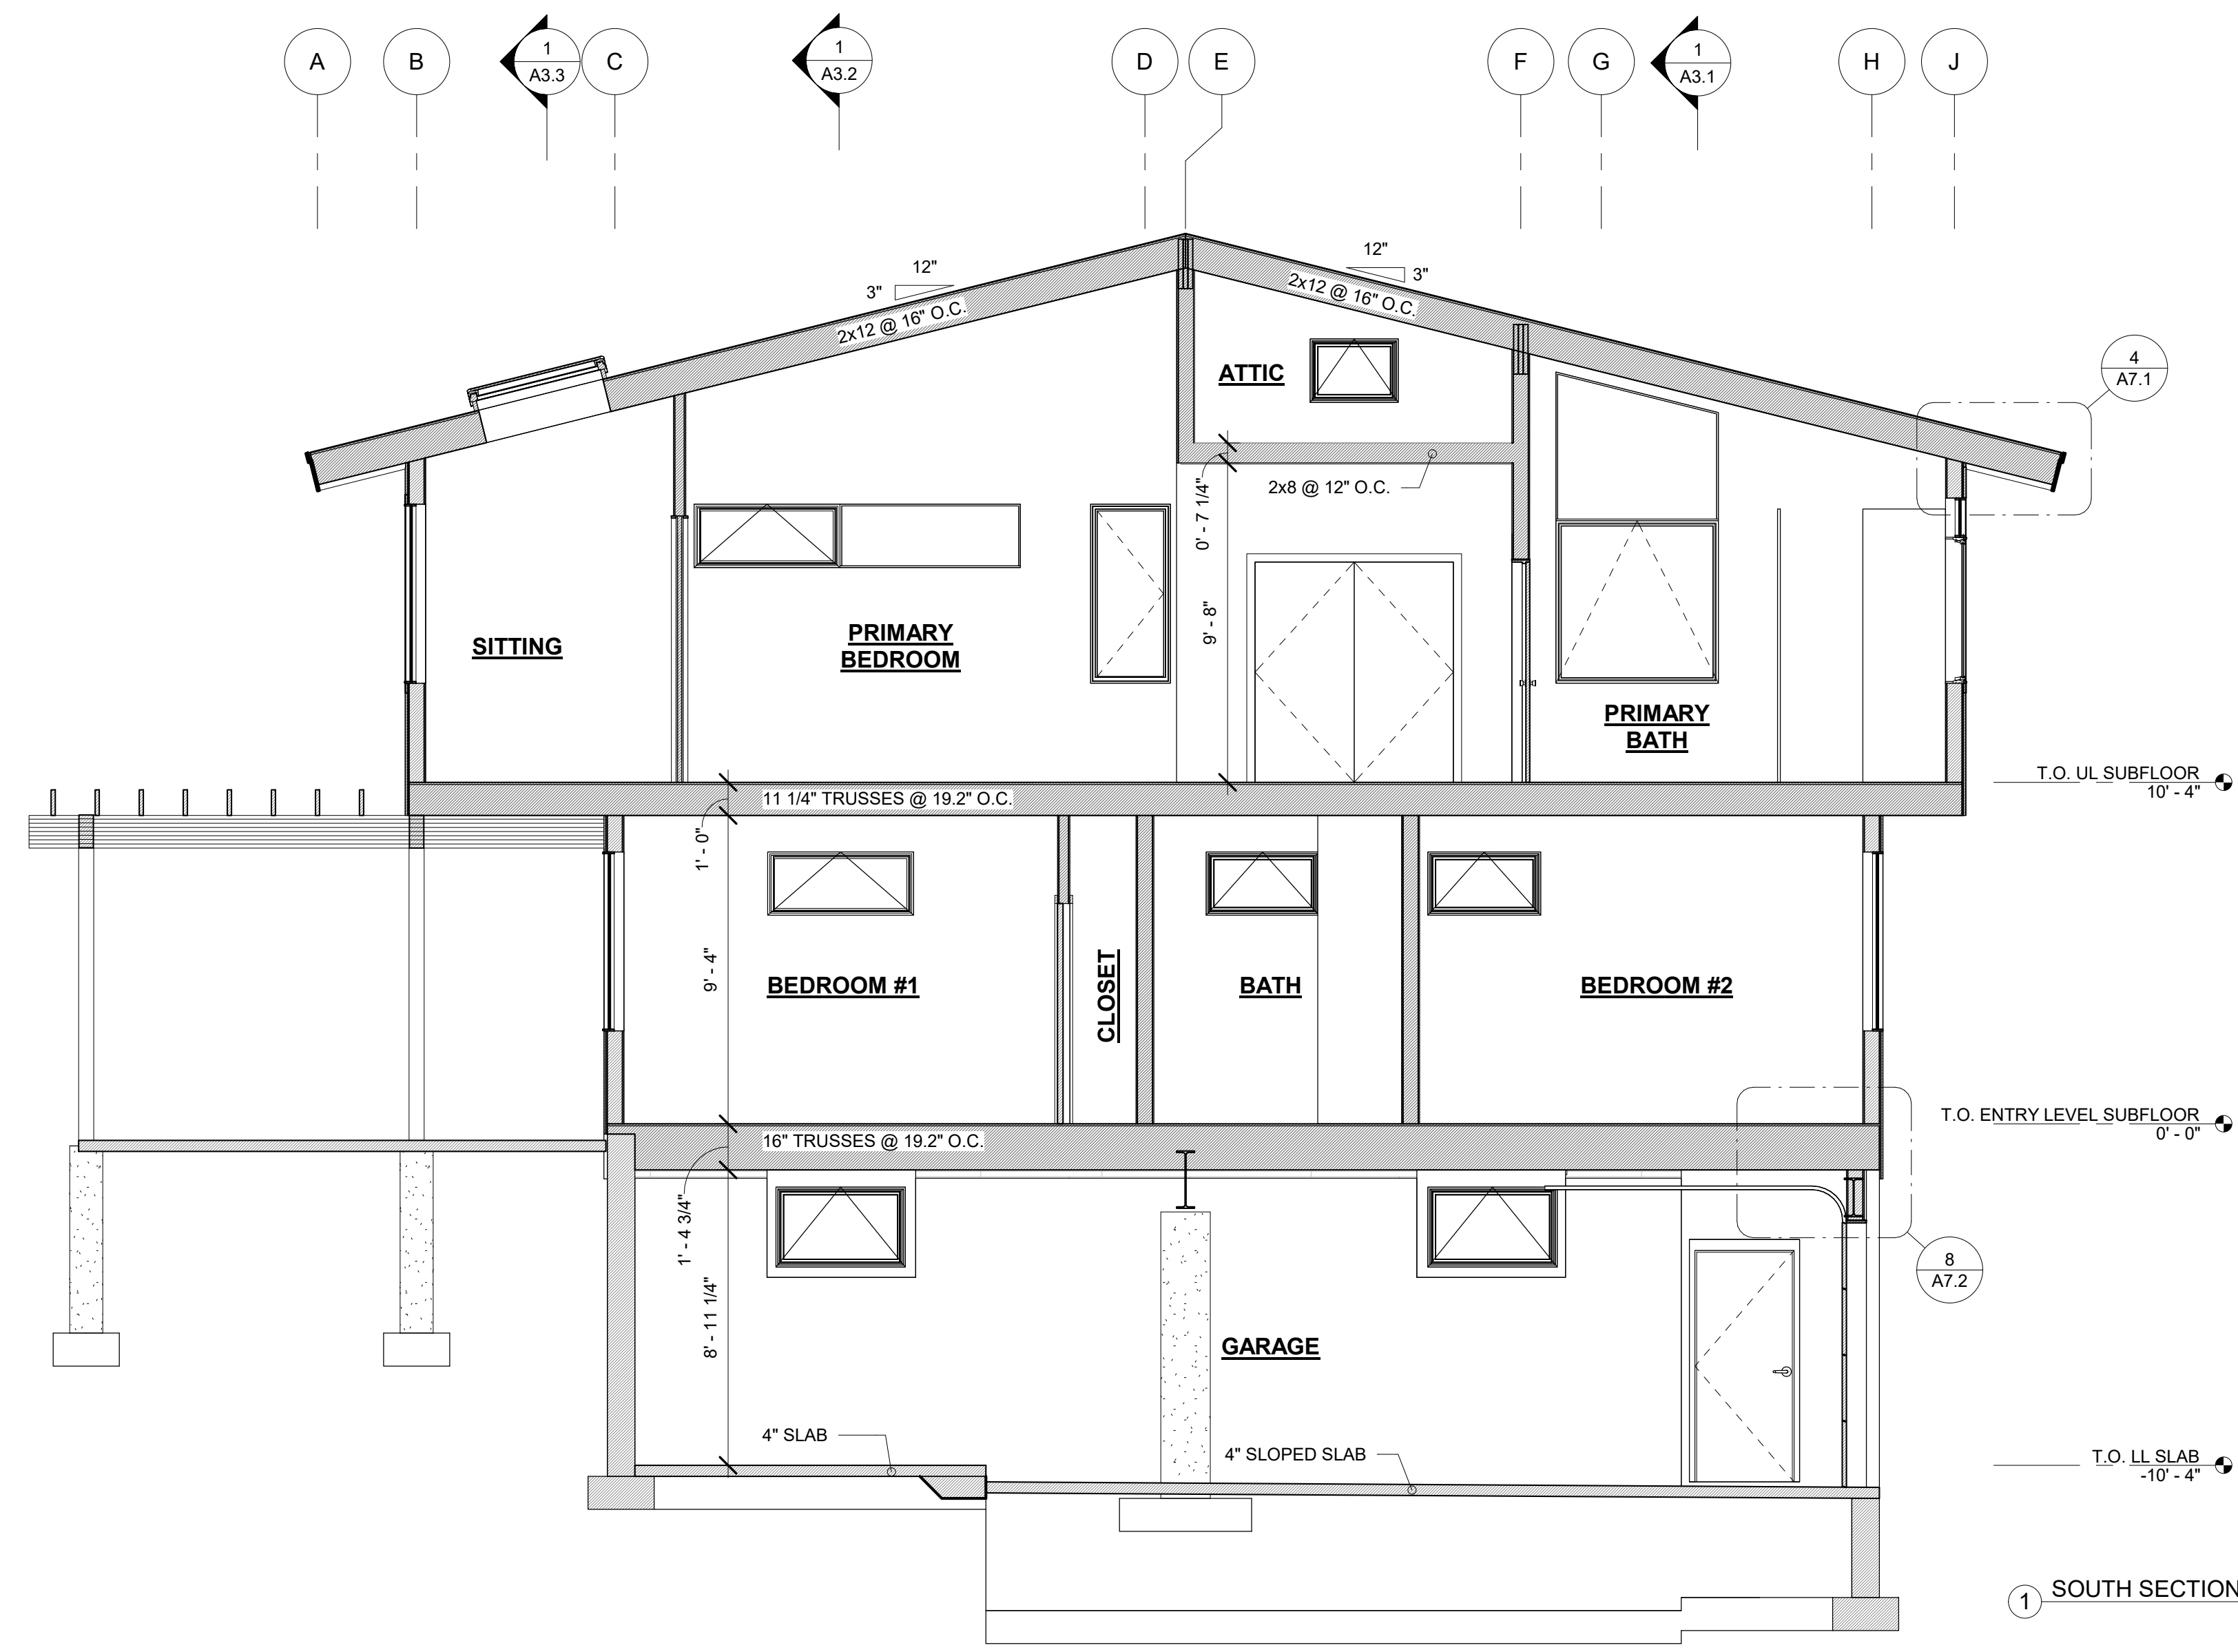 A
B
1
A3.3
C
1
A3.2
D
E
F
G
1
A3.1
H
J
12"
3"
2x12 @ 16" O.C.
12"
3"
2x12 @ 16" O.C.
4
A7.1
ATTIC
2x8 @ 12" O.C.
0' - 7 1/4"
9' - 8"
SITTING
PRIMARY
BEDROOM
PRIMARY
BATH
T.O. UL SUBFLOOR
10' - 4"
11 1/4" TRUSSES @ 19.2" O.C.
1' - 0"
9' - 4"
BEDROOM #1
CLOSET
BATH
BEDROOM #2
T.O. ENTRY LEVEL SUBFLOOR
0' - 0"
16" TRUSSES @ 19.2" O.C.
1' - 4 3/4"
8' - 11 1/4"
8
A7.2
GARAGE
4" SLAB
4" SLOPED SLAB
T.O. LL SLAB
-10' - 4"
1
SOUTH SECTION